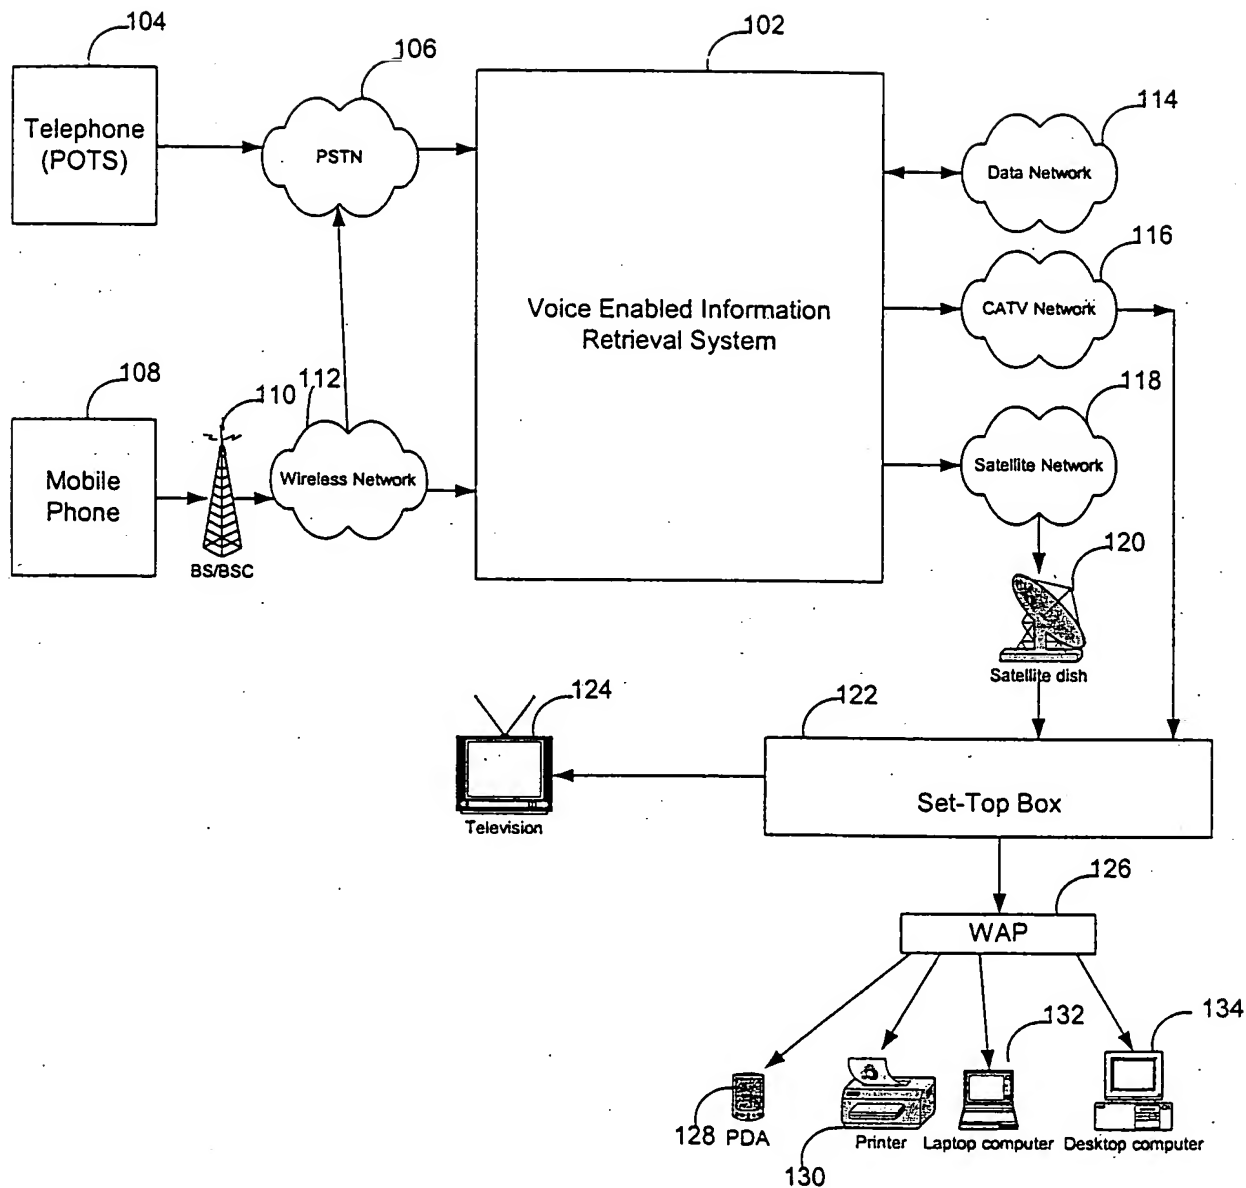 104
102
106
Telephone
(POTS)
PSTN
114
Data Network
116
CATV Network
Voice Enabled Information
Retrieval System
108
110
112
118
Mobile
Phone
Wireless Network
Satellite Network
BS/BSC
120
Satellite dish
124
122
Television
Set-Top Box
126
WAP
132
134
128
PDA
Printer
Laptop computer
Desktop computer
130